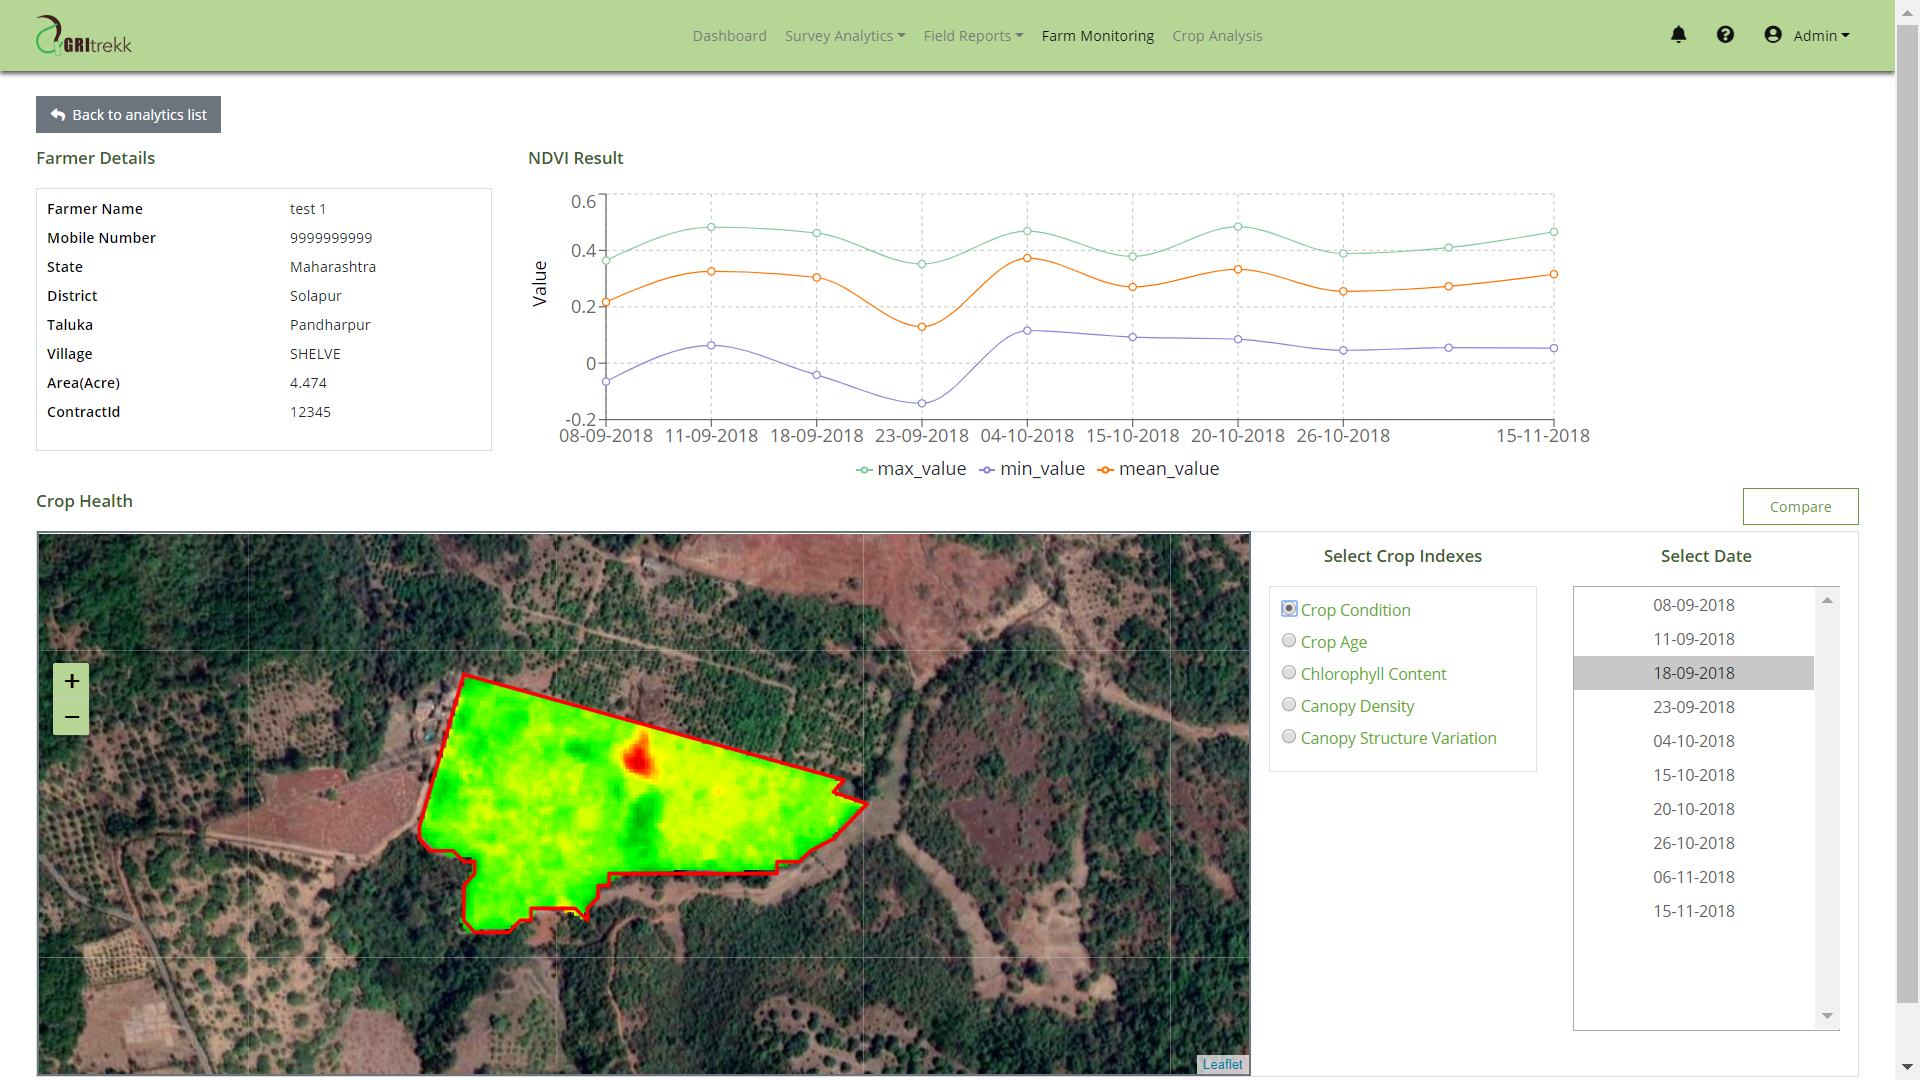 GRItrekk
Dashboard Survey Analytics Field Reports Farm Monitoring Crop Analysis
Admin
Back to analytics list
Farmer Details
Farmer Name test 1
Mobile Number 9999999999
State Maharashtra
District Solapur
Taluka Pandharpur
Village SHELVE
Area(Acre) 4.474
ContractId 12345
NDVI Result
Value
0.6
0.4
0.2
0
-0.2
08-09-2018 11-09-2018 18-09-2018 23-09-2018 04-10-2018 15-10-2018 20-10-2018 26-10-2018 15-11-2018
max_value min_value mean_value
Crop Health
Compare
+
−
Leaflet
Select Crop Indexes
Crop Condition
Crop Age
Chlorophyll Content
Canopy Density
Canopy Structure Variation
Select Date
08-09-2018
11-09-2018
18-09-2018
23-09-2018
04-10-2018
15-10-2018
20-10-2018
26-10-2018
06-11-2018
15-11-2018